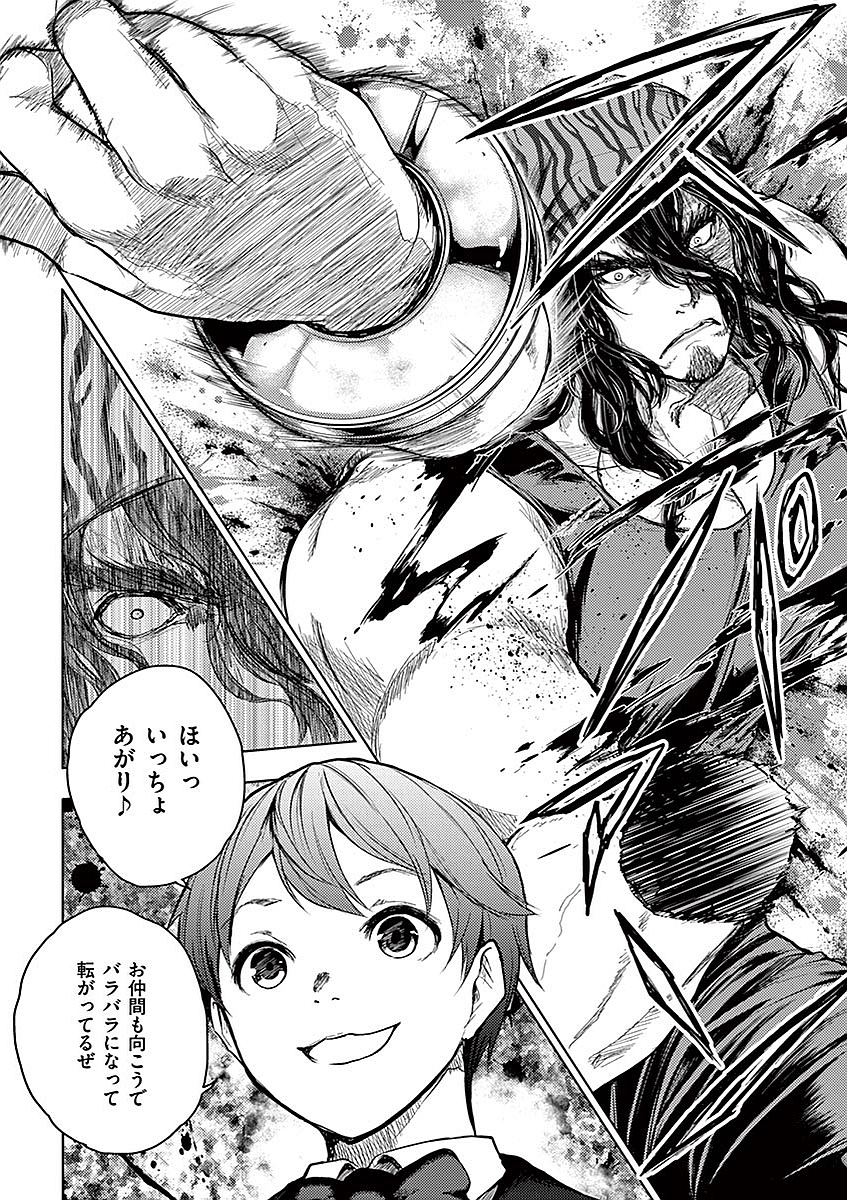 ほいっ
いっちょ
あがり♪
お仲間も向こうで
バラバラになって
転がってるぜ